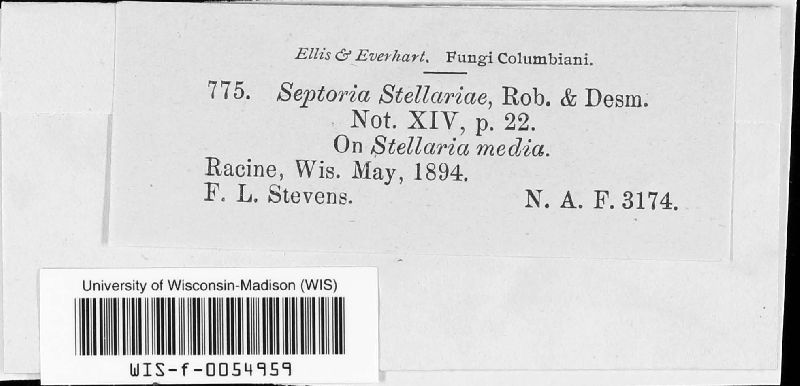 Ellis & Everhart. Fungi Columbiani.
775. Septoria Stellariae, Rob. & Desm.
Not. XIV, p. 22.
On Stellaria media.
Racine, Wis. May, 1894.
F. L. Stevens. N. A. F. 3174.
University of Wisconsin-Madison (WIS)
WIS-f-0054959